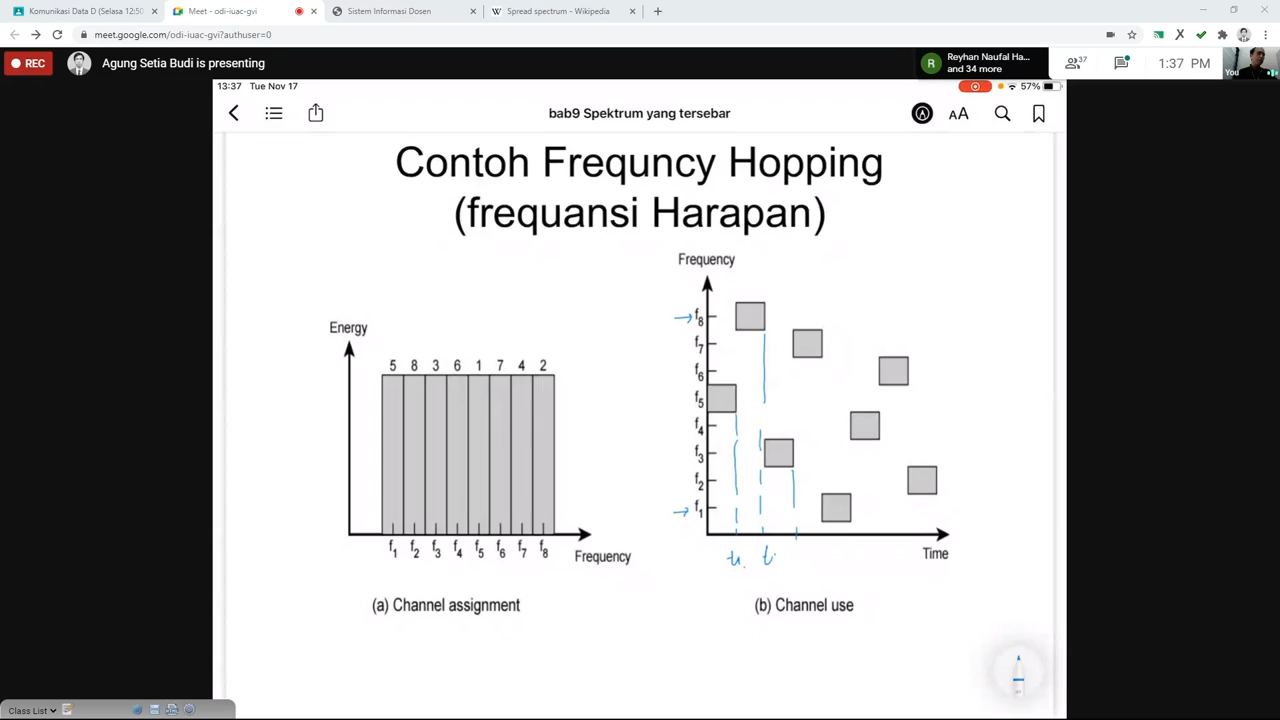 Komunikasi Data D (Selasa 12:50
Meet - odi-iuac-gvi
Sistem Informasi Dosen
Spread spectrum - Wikipedia
meet.google.com/odi-iuac-gvi?authuser=0
REC
Agung Setia Budi is presenting
R
Reyhan Naufal Ha...
and 34 more
37
1:37 PM
You
13:37 Tue Nov 17
57%
bab9 Spektrum yang tersebar
AA
Contoh Frequncy Hopping
(frequansi Harapan)
Energy
5 8 3 6 1 7 4 2
f1 f2 f3 f4 f5 f6 f7 f8
Frequency
(a) Channel assignment
Frequency
f8
f7
f6
f5
f4
f3
f2
f1
Time
(b) Channel use
Class List